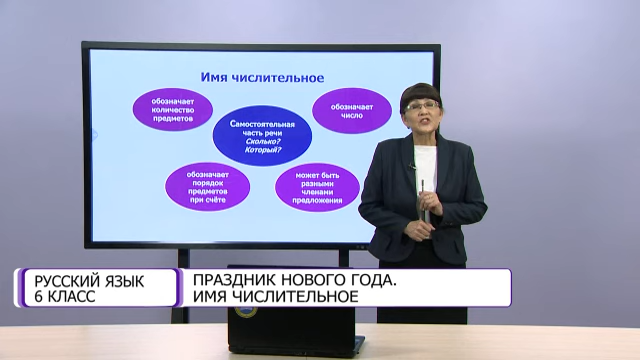 Имя числительное
обозначает
количество
предметов
обозначает
число
Самостоятельная
часть речи
Сколько?
Который?
обозначает
порядок
предметов
при счёте
может быть
разными
членами
предложения
РУССКИЙ ЯЗЫК
6 КЛАСС
ПРАЗДНИК НОВОГО ГОДА.
ИМЯ ЧИСЛИТЕЛЬНОЕ